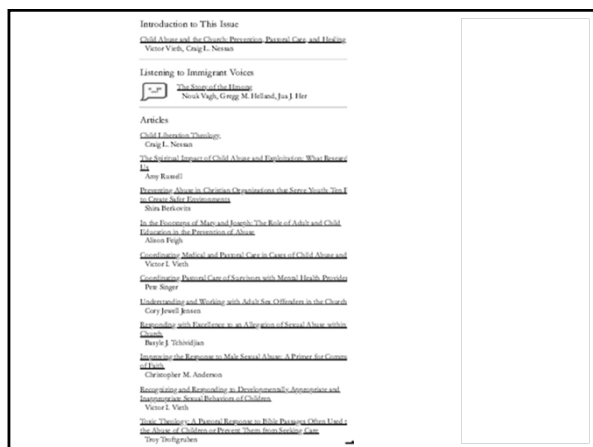 Introduction to This Issue
Child Abuse and the Church: Prevention, Pastoral Care, and Healing
Victor Vieth, Craig L. Nessan
Listening to Immigrant Voices
The Story of the Hmong
Nouk Vagh, Gregg M. Helland, Jua J. Her
Articles
Child Liberation Theology
Craig L. Nessan
The Spiritual Impact of Child Abuse and Exploitation: What Researc
Us
Amy Russell
Preventing Abuse in Christian Organizations that Serve Youth: Ten P
to Create Safer Environments
Shira Berkovits
In the Footsteps of Mary and Joseph: The Role of Adult and Child
Education in the Prevention of Abuse
Alison Feigh
Coordinating Medical and Pastoral Care in Cases of Child Abuse and
Victor I. Vieth
Coordinating Pastoral Care of Survivors with Mental Health Provider
Pete Singer
Understanding and Working with Adult Sex Offenders in the Church
Cory Jewell Jensen
Responding with Excellence to an Allegation of Sexual Abuse within
Church
Basyle J. Tchividjian
Improving the Response to Male Sexual Abuse: A Primer for Commu
of Faith
Christopher M. Anderson
Recognizing and Responding to Developmentally Appropriate and
Inappropriate Sexual Behaviors of Children
Victor I. Vieth
Toxic Theology: A Pastoral Response to Bible Passages Often Used t
the Abuse of Children or Prevent Them from Seeking Care
Troy Troftgruben